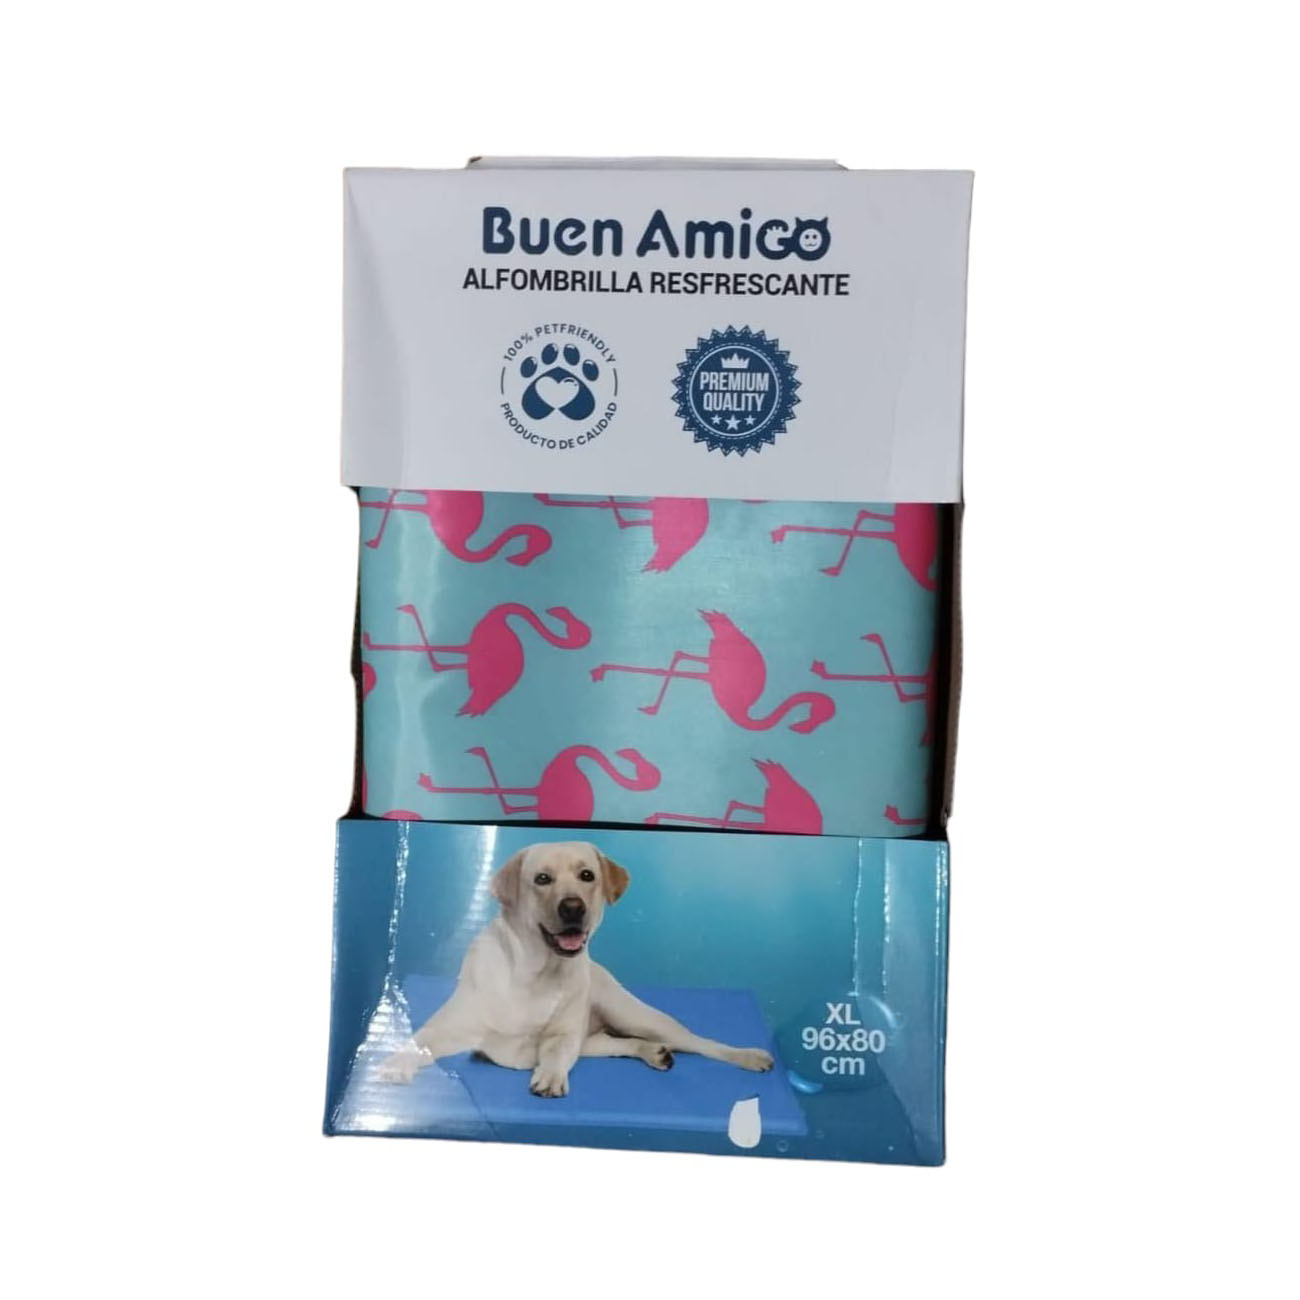 Buen Amigo
ALFOMBRILLA RESFRESCANTE
100% PETFRIENDLY
PRODUCTO DE CALIDAD
PREMIUM
QUALITY
XL
96x80
cm